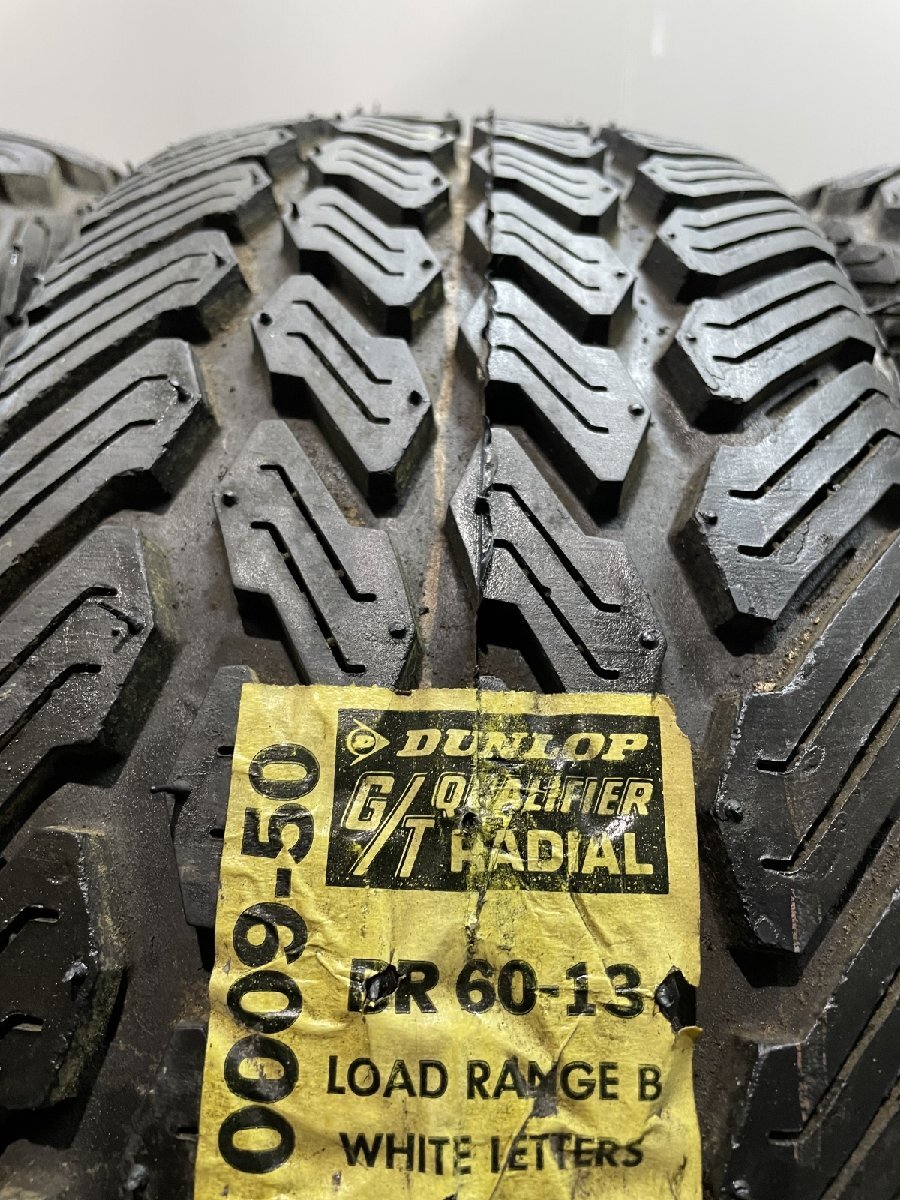 DUNLOP
G/T QUALIFIER
RADIAL
BR 60-13
LOAD RANGE B
WHITE LETTERS
0009-50